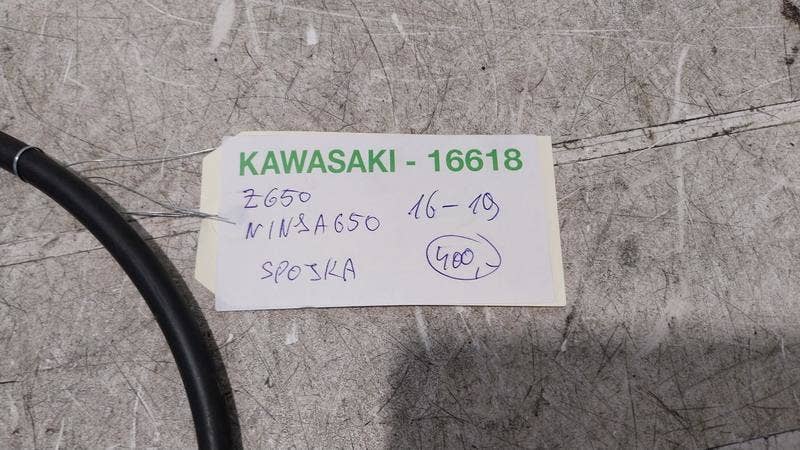 KAWASAKI - 16618
Z650
NINJA650
16-19
SPOJKA
400,-